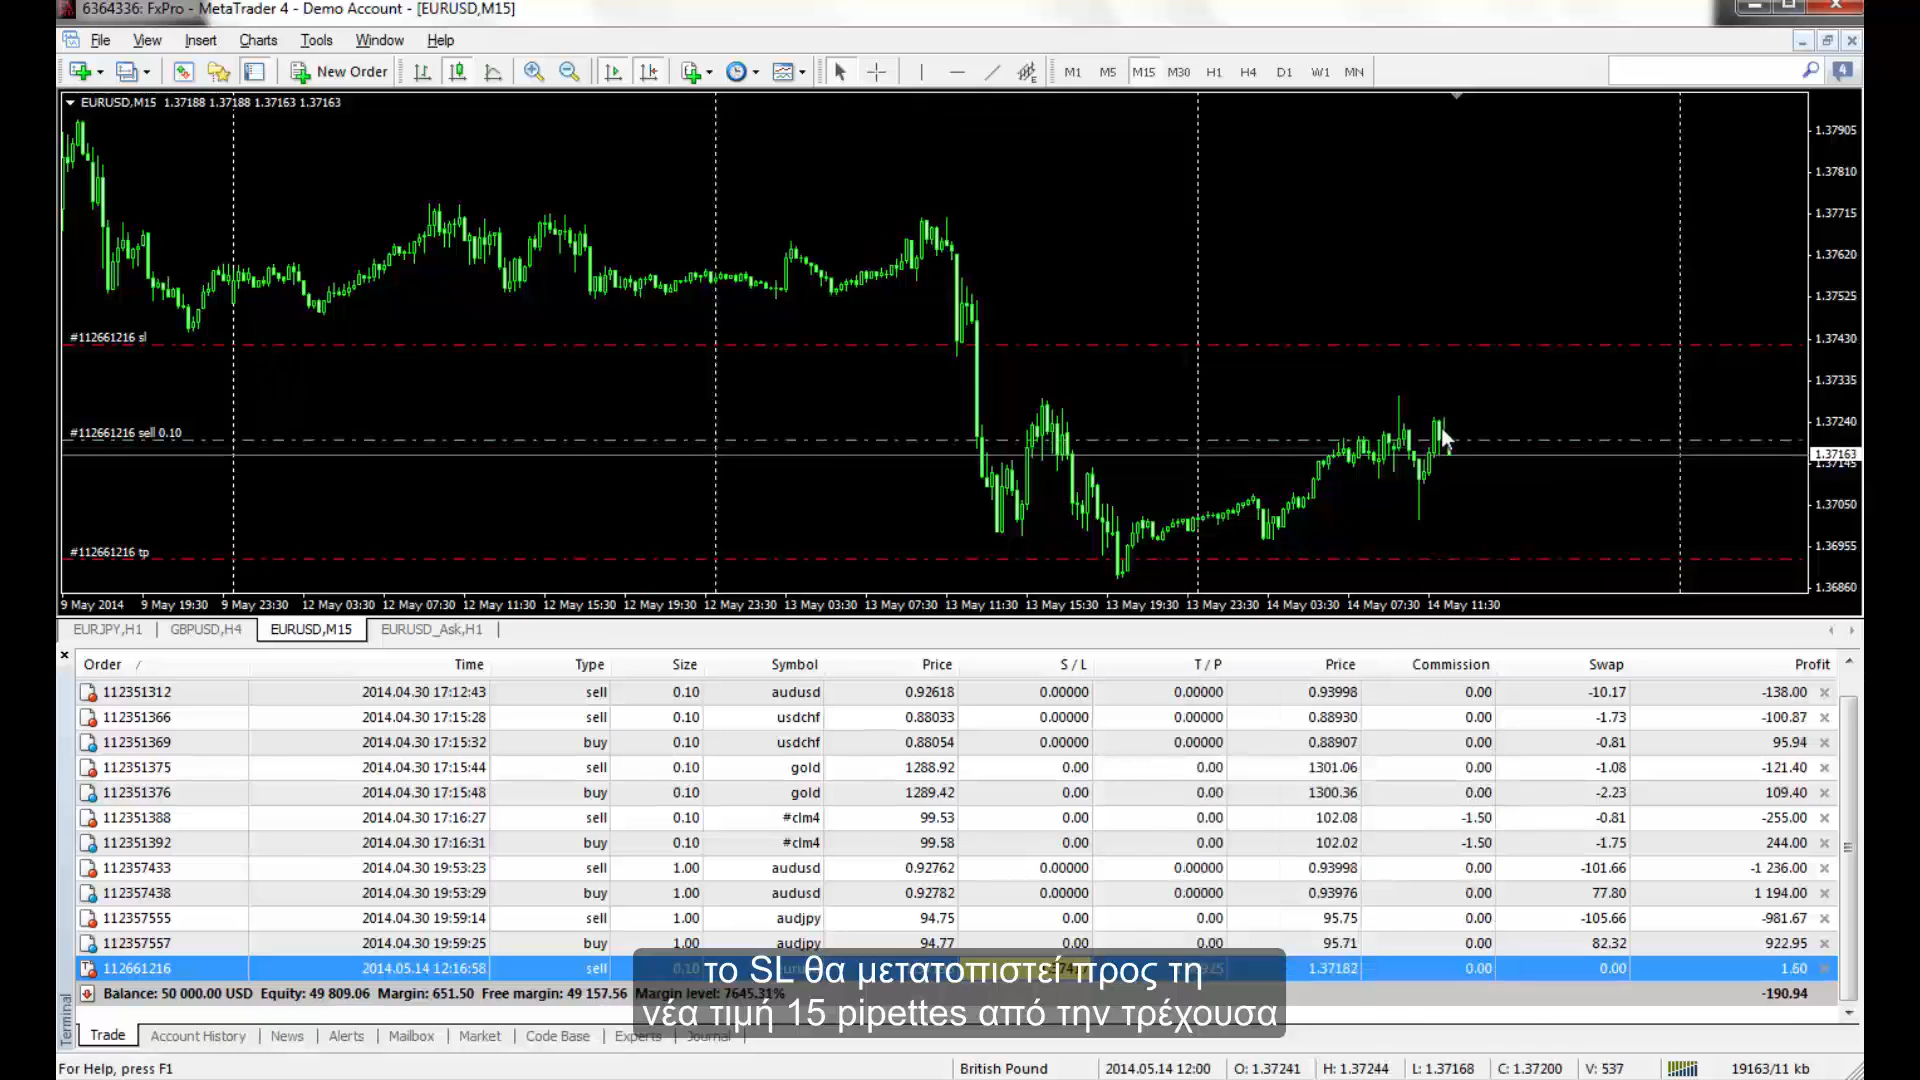 6364336: FxPro - MetaTrader 4 - Demo Account - [EURUSD,M15]
File View Insert Charts Tools Window Help
New Order M1 M5 M15 M30 H1 H4 D1 W1 MN 4
EURUSD,M15 1.37188 1.37188 1.37163 1.37163
1.37905
1.37810
1.37715
1.37620
1.37525
#112661216 sl
1.37430
1.37335
1.37240
#112661216 sell 0.10
1.37163
1.37145
1.37050
#112661216 tp
1.36955
1.36860
9 May 2014 9 May 19:30 9 May 23:30 12 May 03:30 12 May 07:30 12 May 11:30 12 May 15:30 12 May 19:30 12 May 23:30 13 May 03:30 13 May 07:30 13 May 11:30 13 May 15:30 13 May 19:30 13 May 23:30 14 May 03:30 14 May 07:30 14 May 11:30
EURJPY,H1 GBPUSD,H4 EURUSD,M15 EURUSD_Ask,H1
Order Time Type Size Symbol Price S / L T / P Price Commission Swap Profit
112351312 2014.04.30 17:12:43 sell 0.10 audusd 0.92618 0.00000 0.00000 0.93998 0.00 -10.17 -138.00
112351366 2014.04.30 17:15:28 sell 0.10 usdchf 0.88033 0.00000 0.00000 0.88930 0.00 -1.73 -100.87
112351369 2014.04.30 17:15:32 buy 0.10 usdchf 0.88054 0.00000 0.00000 0.88907 0.00 -0.81 95.94
112351375 2014.04.30 17:15:44 sell 0.10 gold 1288.92 0.00 0.00 1301.06 0.00 -1.08 -121.40
112351376 2014.04.30 17:15:48 buy 0.10 gold 1289.42 0.00 0.00 1300.36 0.00 -2.23 109.40
112351388 2014.04.30 17:16:27 sell 0.10 #clm4 99.53 0.00 0.00 102.08 -1.50 -0.81 -255.00
112351392 2014.04.30 17:16:31 buy 0.10 #clm4 99.58 0.00 0.00 102.02 -1.50 -1.75 244.00
112357433 2014.04.30 19:53:23 sell 1.00 audusd 0.92762 0.00000 0.00000 0.93998 0.00 -101.66 -1 236.00
112357438 2014.04.30 19:53:29 buy 1.00 audusd 0.92782 0.00000 0.00000 0.93976 0.00 77.80 1 194.00
112357555 2014.04.30 19:59:14 sell 1.00 audjpy 94.75 0.00 0.00 95.75 0.00 -105.66 -981.67
112357557 2014.04.30 19:59:25 buy 1.00 audjpy 94.77 0.00 0.00 95.71 0.00 82.32 922.95
112661216 2014.05.14 12:16:58 sell 0.10 1.37182 0.00 0.00 1.60
Balance: 50 000.00 USD Equity: 49 809.06 Margin: 651.50 Free margin: 49 157.56 Margin level: 7645.31% -190.94
το SL θα μετατοπιστεί προς τη
νέα τιμή 15 pipettes από την τρέχουσα
Terminal
Trade Account History News Alerts Mailbox Market Code Base Experts Journal
For Help, press F1 British Pound 2014.05.14 12:00 O: 1.37241 H: 1.37244 L: 1.37168 C: 1.37200 V: 537 19163/11 kb